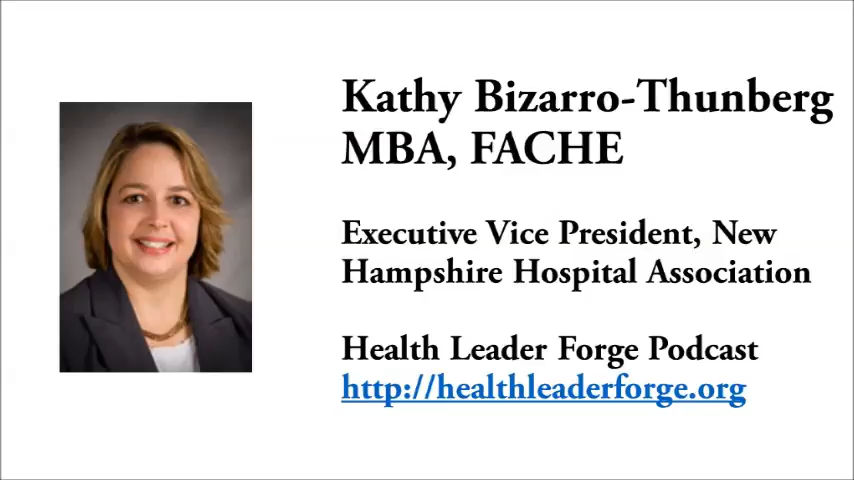 Kathy Bizarro-Thunberg
MBA, FACHE
Executive Vice President, New
Hampshire Hospital Association
Health Leader Forge Podcast
http://healthleaderforge.org